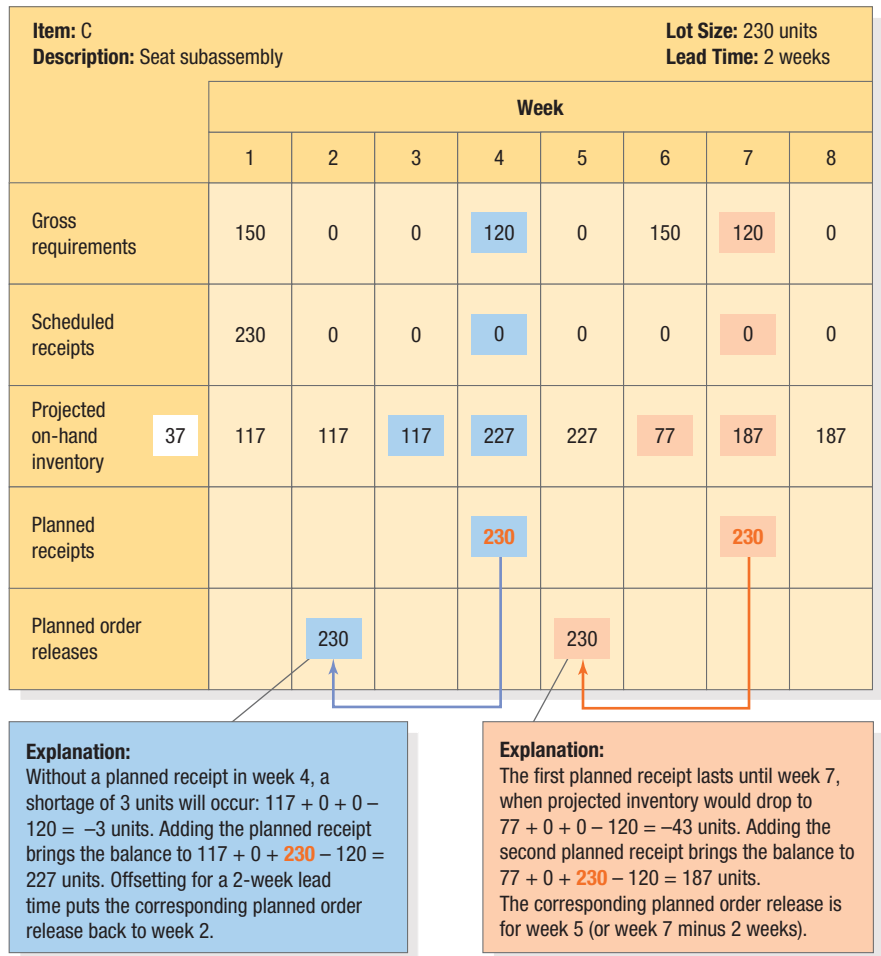 Item: C
Description: Seat subassembly
Lot Size: 230 units
Lead Time: 2 weeks
Week
1 2 3 4 5 6 7 8
Gross
requirements
150 0 0 120 0 150 120 0
Scheduled
receipts
230 0 0 0 0 0 0 0
Projected
on-hand
inventory
37 117 117 117 227 227 77 187 187
Planned
receipts
230 230
Planned order
releases
230 230
Explanation:
Without a planned receipt in week 4, a
shortage of 3 units will occur: 117 + 0 + 0 –
120 = –3 units. Adding the planned receipt
brings the balance to 117 + 0 + 230 – 120 =
227 units. Offsetting for a 2-week lead
time puts the corresponding planned order
release back to week 2.
Explanation:
The first planned receipt lasts until week 7,
when projected inventory would drop to
77 + 0 + 0 – 120 = –43 units. Adding the
second planned receipt brings the balance to
77 + 0 + 230 – 120 = 187 units.
The corresponding planned order release is
for week 5 (or week 7 minus 2 weeks).